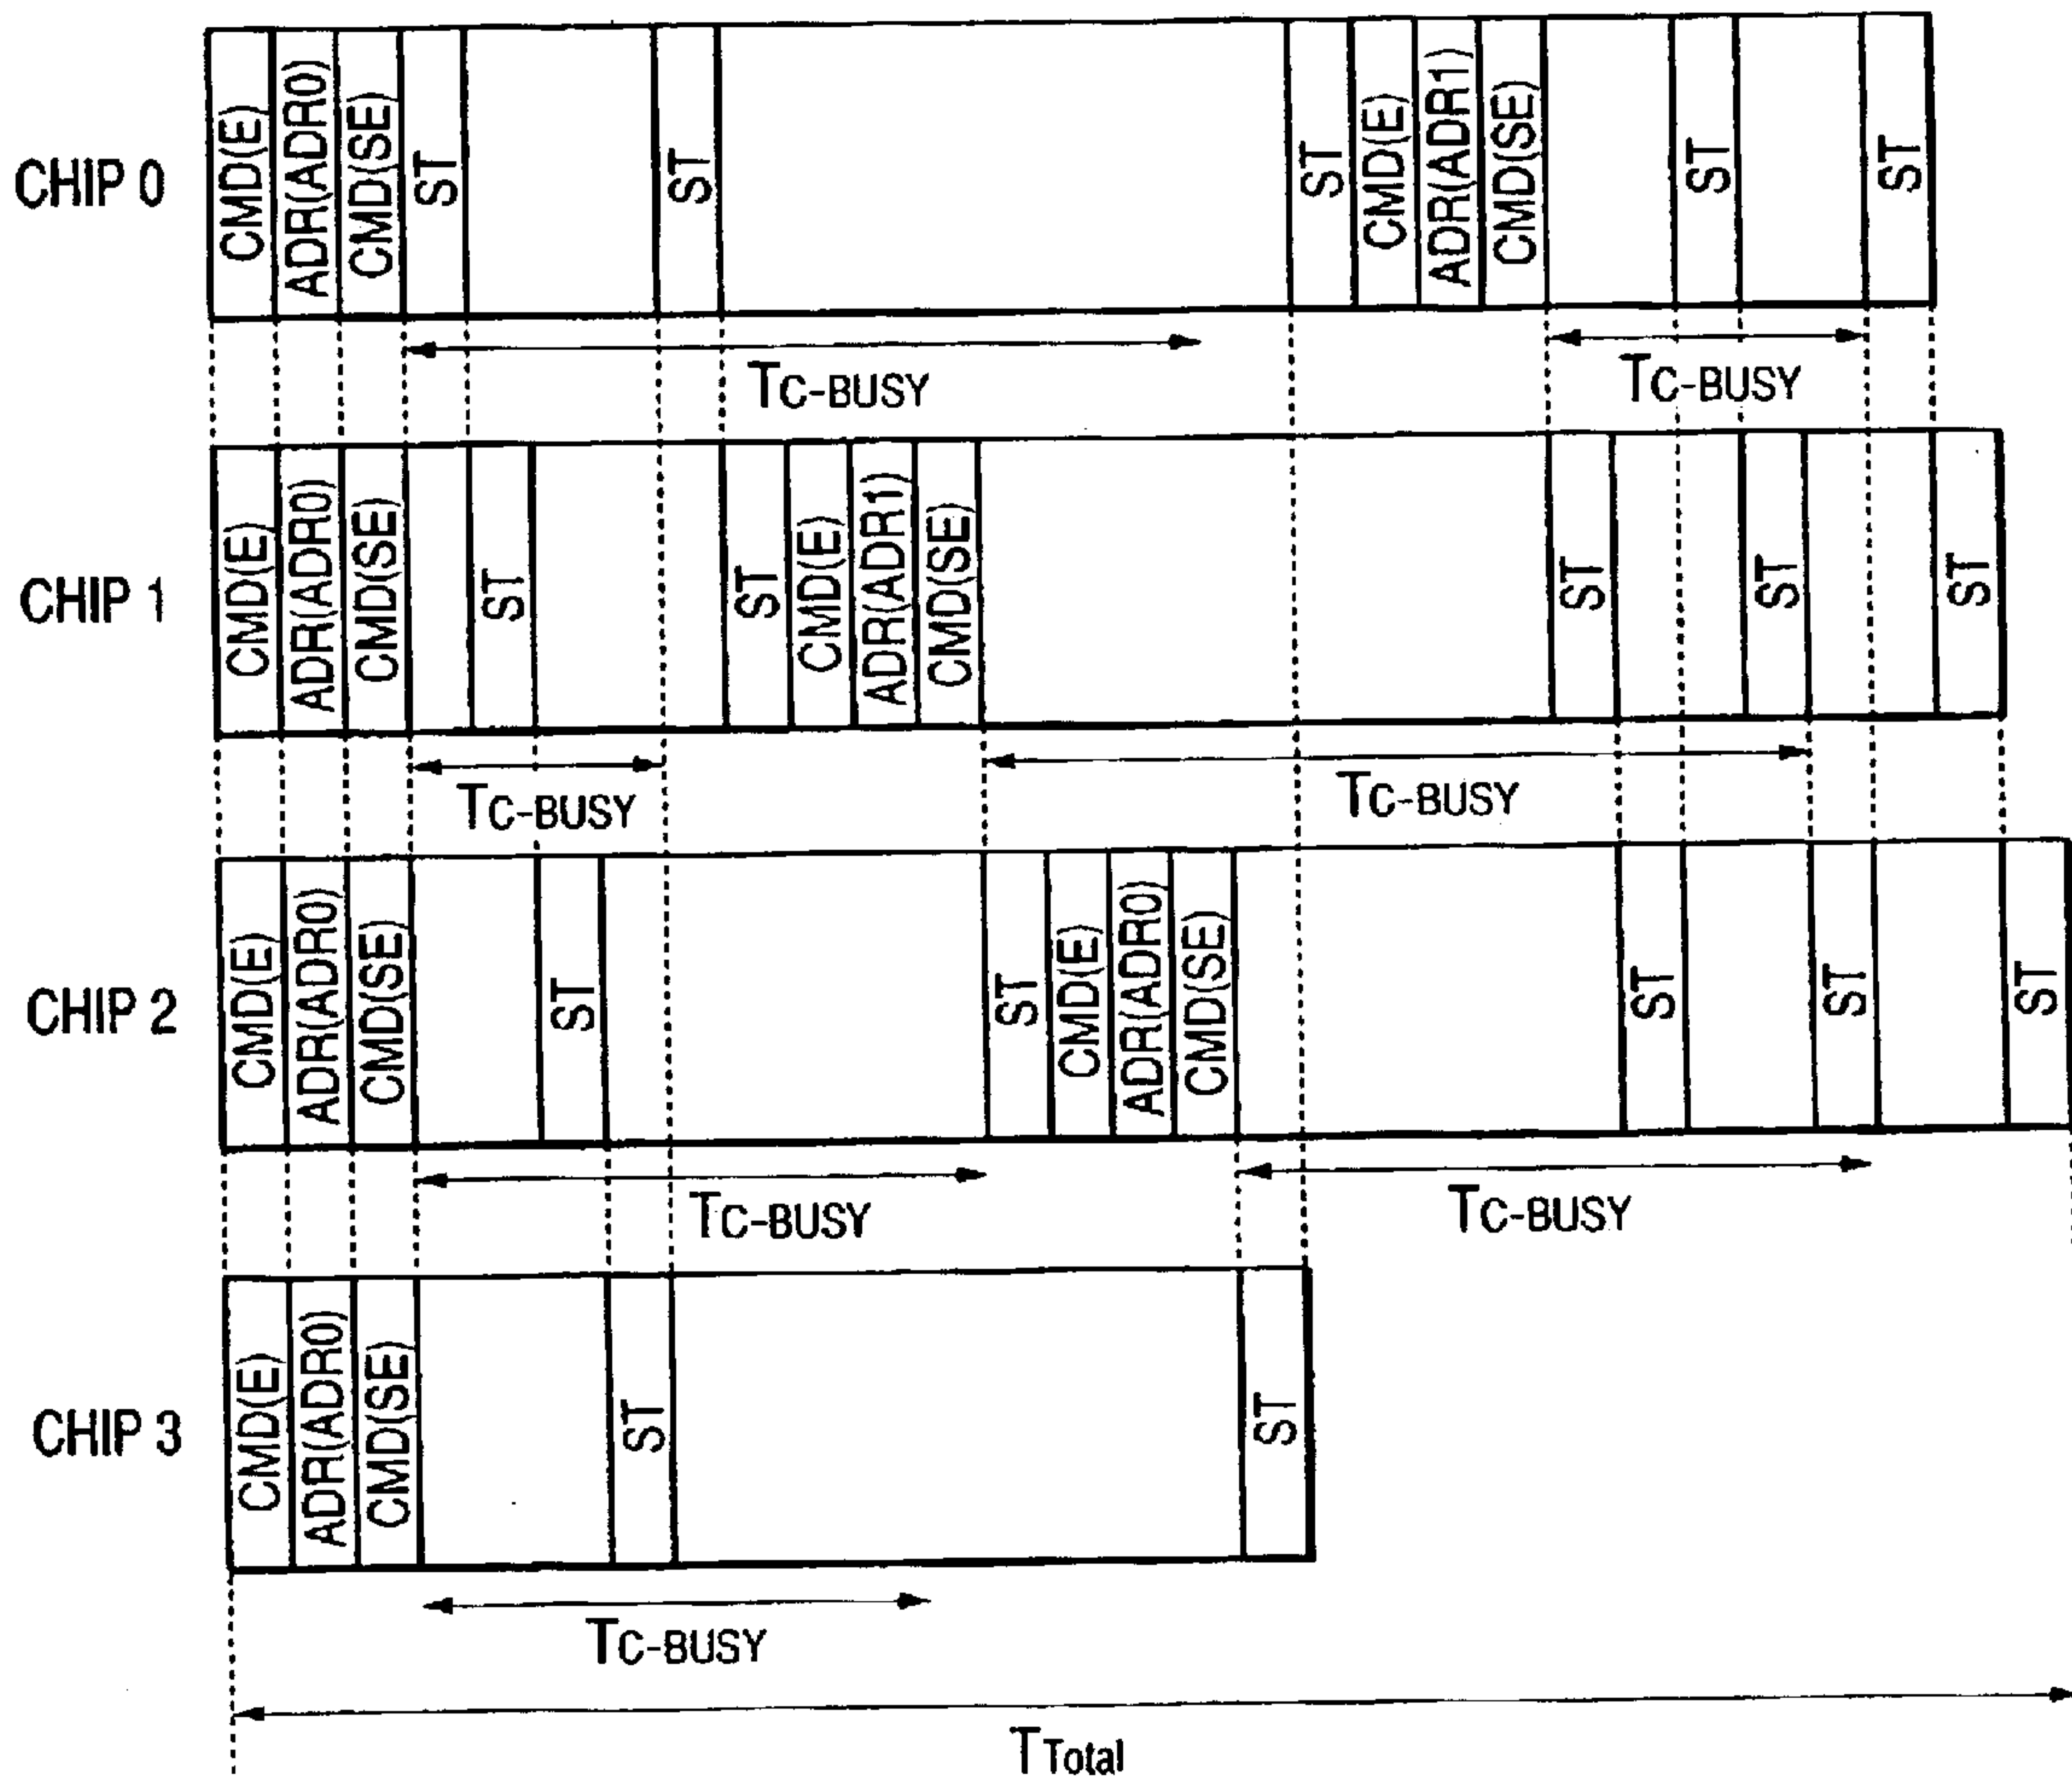 CHIP 0
CMD(E)
ADR(ADR0)
CMD(SE)
ST
ST
ST
CMD(E)
ADR(ADR1)
CMD(SE)
ST
ST
TC-BUSY
TC-BUSY
CHIP 1
CMD(E)
ADR(ADR0)
CMD(SE)
ST
ST
CMD(E)
ADR(ADR1)
CMD(SE)
ST
ST
ST
TC-BUSY
TC-BUSY
CHIP 2
CMD(E)
ADR(ADR0)
CMD(SE)
ST
ST
CMD(E)
ADR(ADR0)
CMD(SE)
ST
ST
ST
TC-BUSY
TC-BUSY
CHIP 3
CMD(E)
ADR(ADR0)
CMD(SE)
ST
ST
TC-BUSY
TTotal